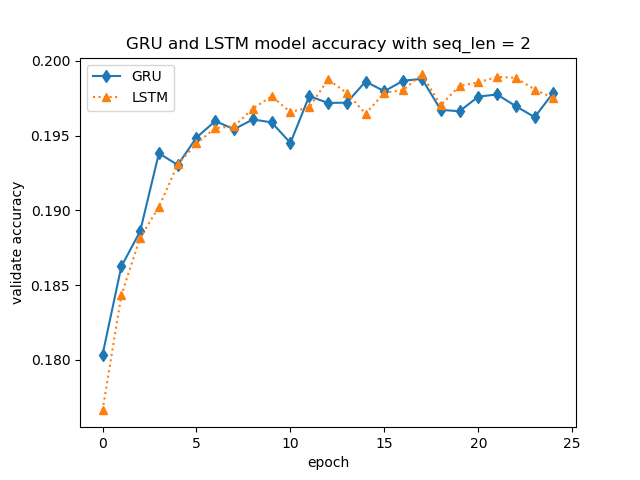 GRU and LSTM model accuracy with seq_len = 2
GRU
LSTM
validate accuracy
0.200
0.195
0.190
0.185
0.180
0
5
10
15
20
25
epoch